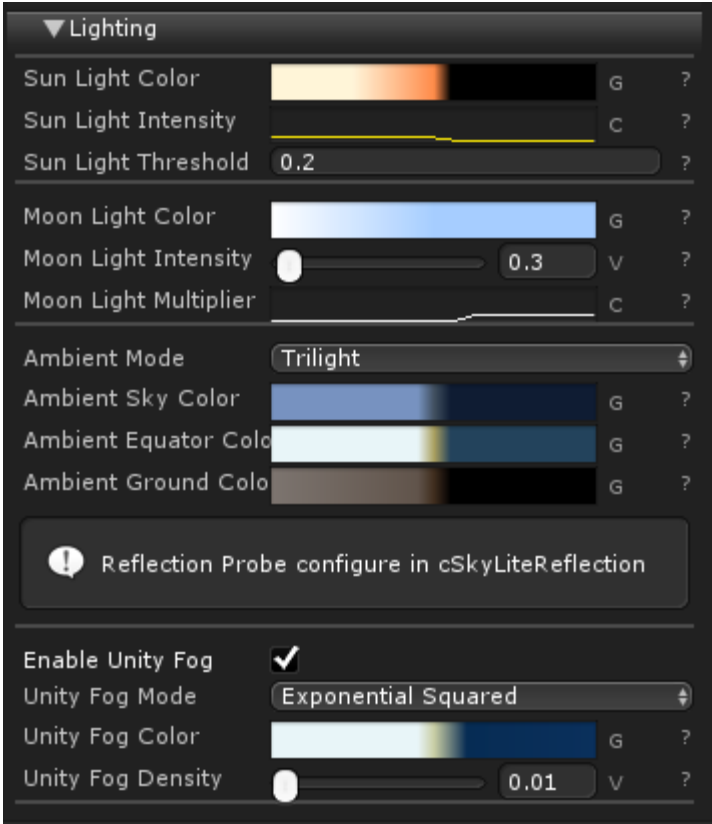 Lighting
Sun Light Color G ?
Sun Light Intensity C ?
Sun Light Threshold 0.2 ?
Moon Light Color G ?
Moon Light Intensity 0.3 V ?
Moon Light Multiplier C ?
Ambient Mode Trilight
Ambient Sky Color G ?
Ambient Equator Colo G ?
Ambient Ground Colo G ?
Reflection Probe configure in cSkyLiteReflection
Enable Unity Fog
Unity Fog Mode Exponential Squared
Unity Fog Color G ?
Unity Fog Density 0.01 V ?